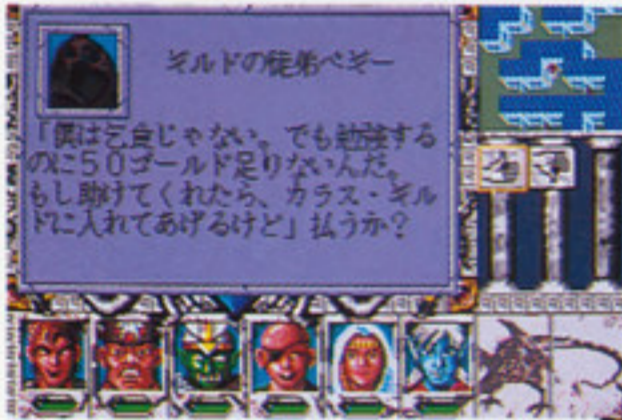 ギルドの徒弟ペギー
「僕は乞食じゃない。でも勉強する
のに50ゴールド足りないんだ。
もし助けてくれたら、カラス・ギル
ドに入れてあげるけど」払うか?